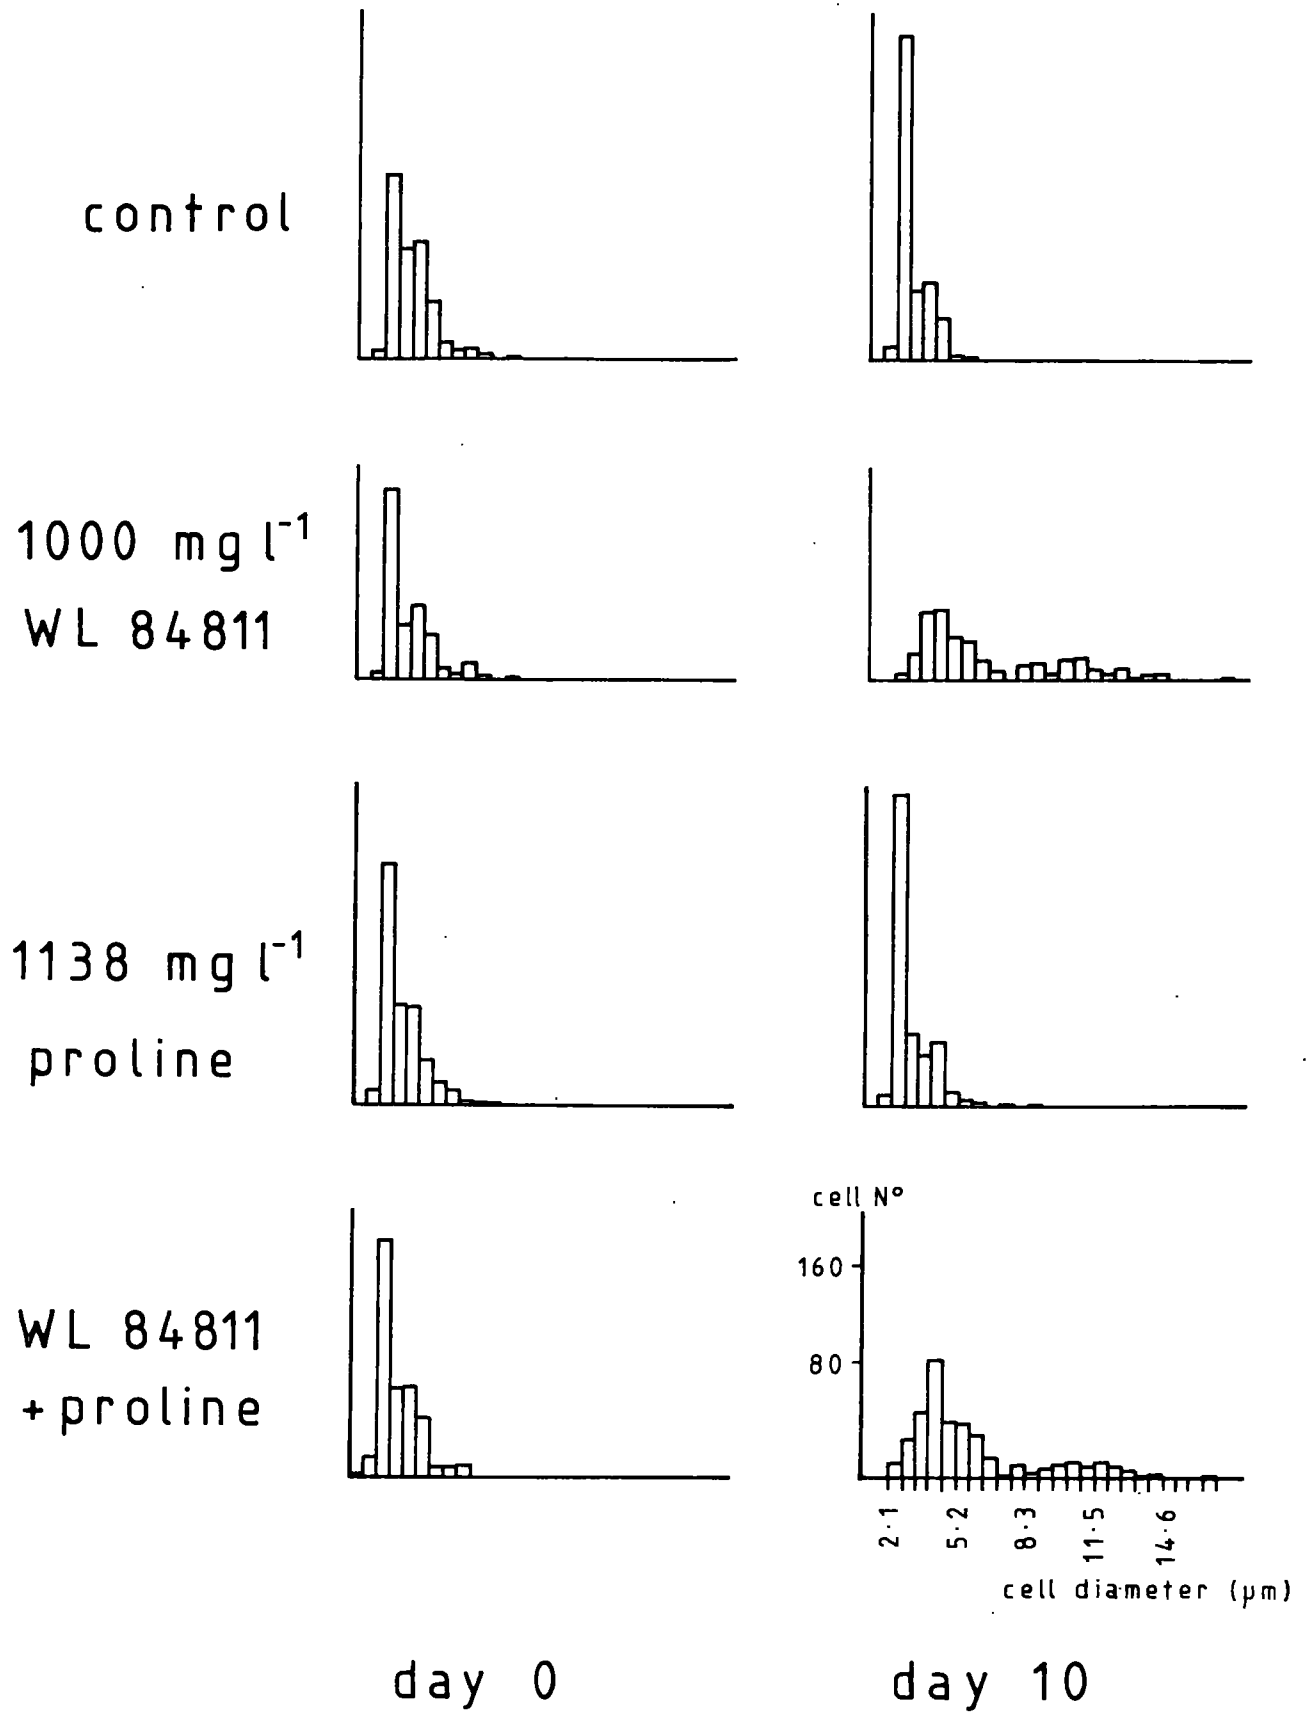 control
1000 mg l⁻¹
WL 84811
1138 mg l⁻¹
proline
WL 84811
+ proline
cell Nº
160
80
2·1
5·2
8·3
11·5
14·6
cell diameter (μm)
day 0
day 10